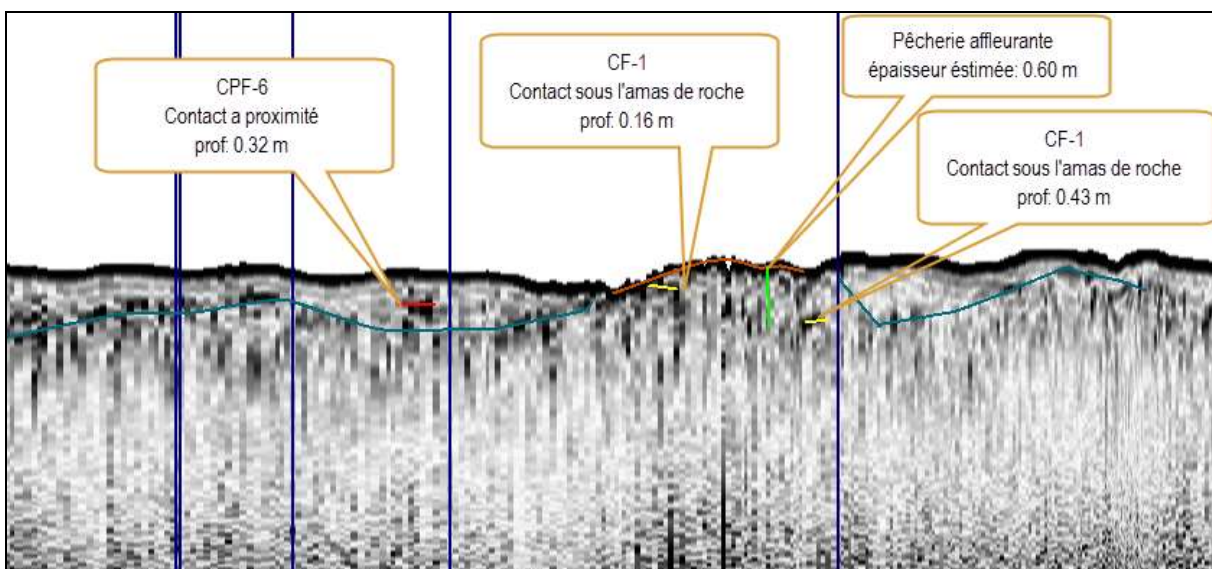 CPF-6
Contact a proximité
prof: 0.32 m
CF-1
Contact sous l'amas de roche
prof: 0.16 m
Pêcherie affleurante
épaisseur éstimée: 0.60 m
CF-1
Contact sous l'amas de roche
prof: 0.43 m